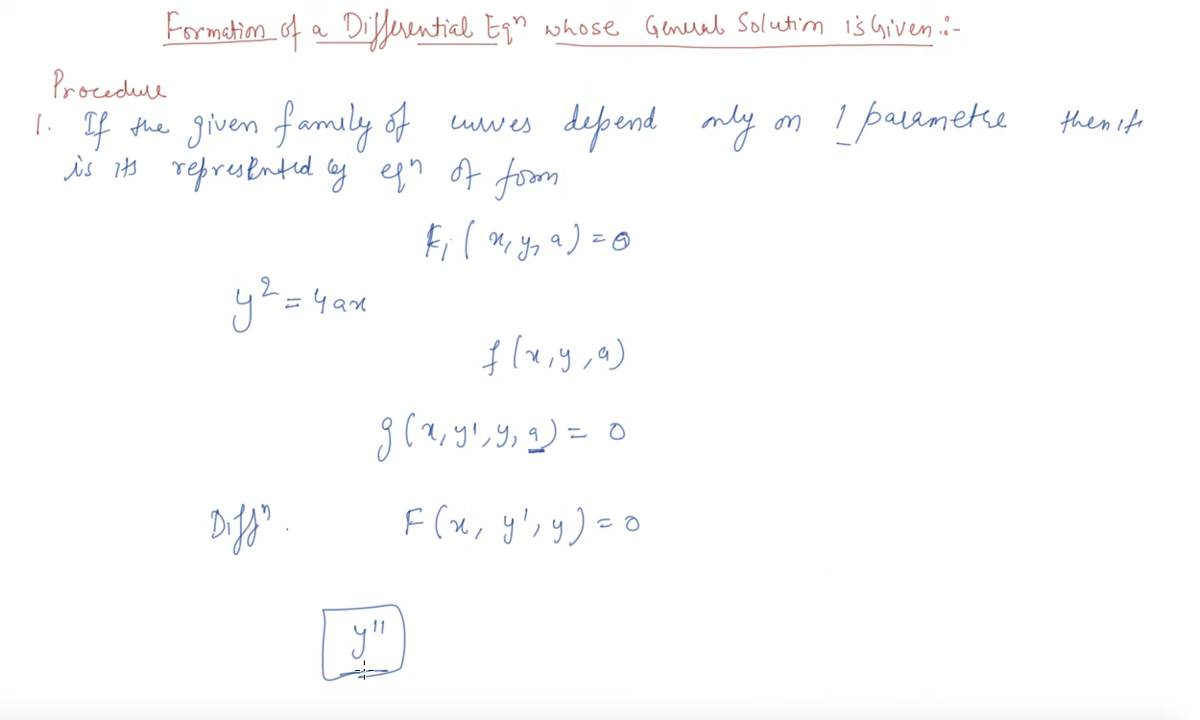 Formation of a Differential Eqⁿ whose General Solution is Given:-
Procedure
1. If the given family of curves depend only on 1 parametre then it
is its represented by eqⁿ of form
F₁(x, y, a) = 0
y² = 4ax
f(x, y, a)
g(x, y', y, a) = 0
Diffⁿ. F(x, y', y) = 0
y''